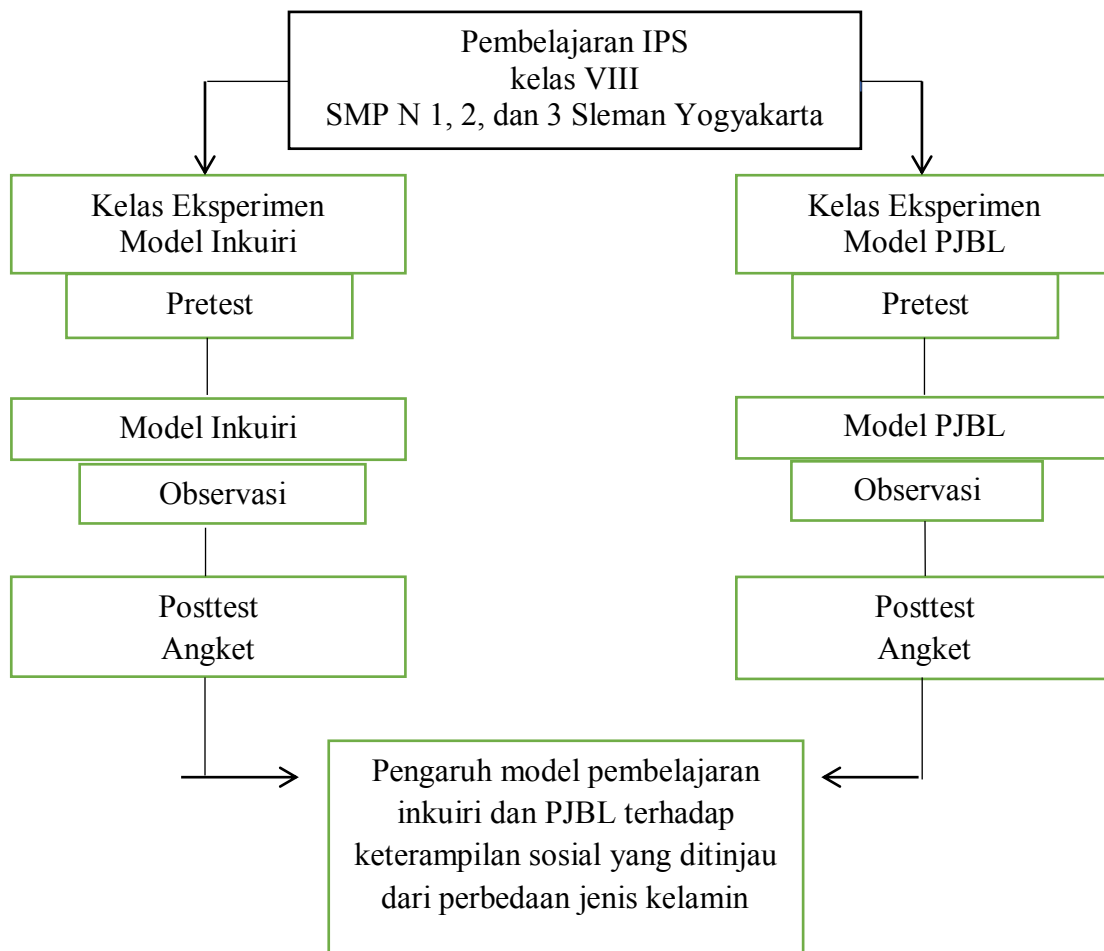 Pembelajaran IPS
kelas VIII
SMP N 1, 2, dan 3 Sleman Yogyakarta
Kelas Eksperimen
Model Inkuiri
Pretest
Model Inkuiri
Observasi
Posttest
Angket
Kelas Eksperimen
Model PJBL
Pretest
Model PJBL
Observasi
Posttest
Angket
Pengaruh model pembelajaran
inkuiri dan PJBL terhadap
keterampilan sosial yang ditinjau
dari perbedaan jenis kelamin